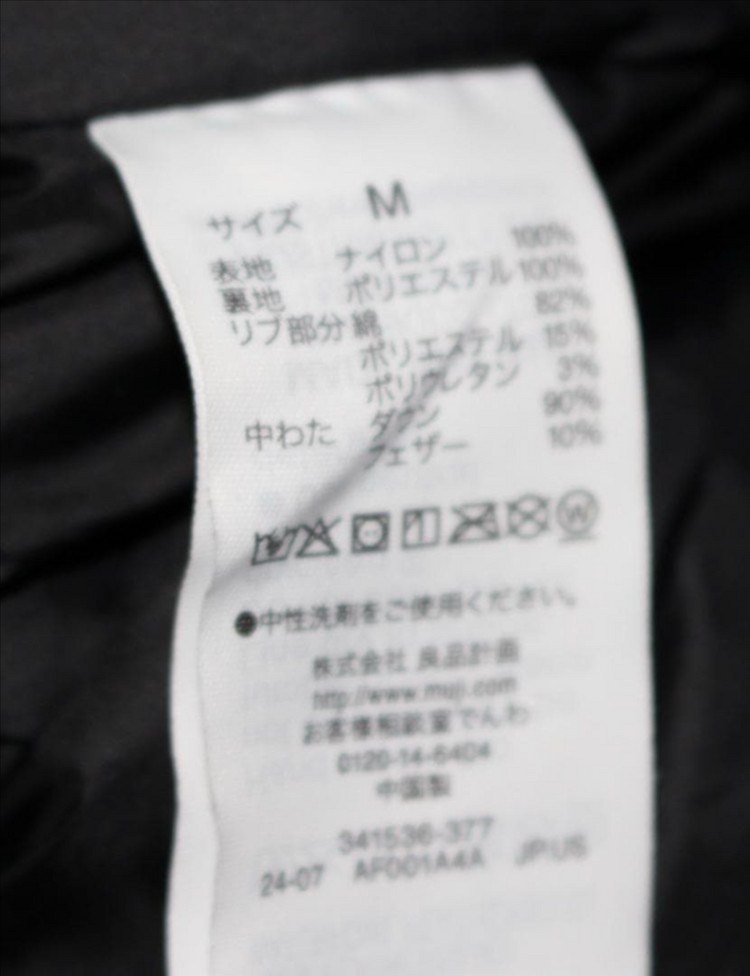 サイズ M
表地 ナイロン 100%
裏地 ポリエステル 100%
リブ部分 綿 82%
ポリエステル 15%
ポリウレタン 3%
中わた ダウン 90%
フェザー 10%
W
●中性洗剤をご使用ください。
株式会社 良品計画
http://www.muji.com
お客様相談室でんわ
0120-14-6404
中国製
341536-377
24-07 AF001A4A JP:US